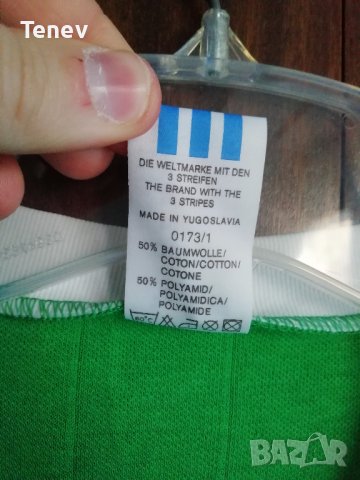 Tenev
DIE WELTMARKE MIT DEN
3 STREIFEN
THE BRAND WITH THE
3 STRIPES
MADE IN YUGOSLAVIA
0173/1
50% BAUMWOLLE/
COTON/COTTON/
COTONE
50% POLYAMID/
POLYAMIDICA/
POLYAMIDE
60°C
BAZAR